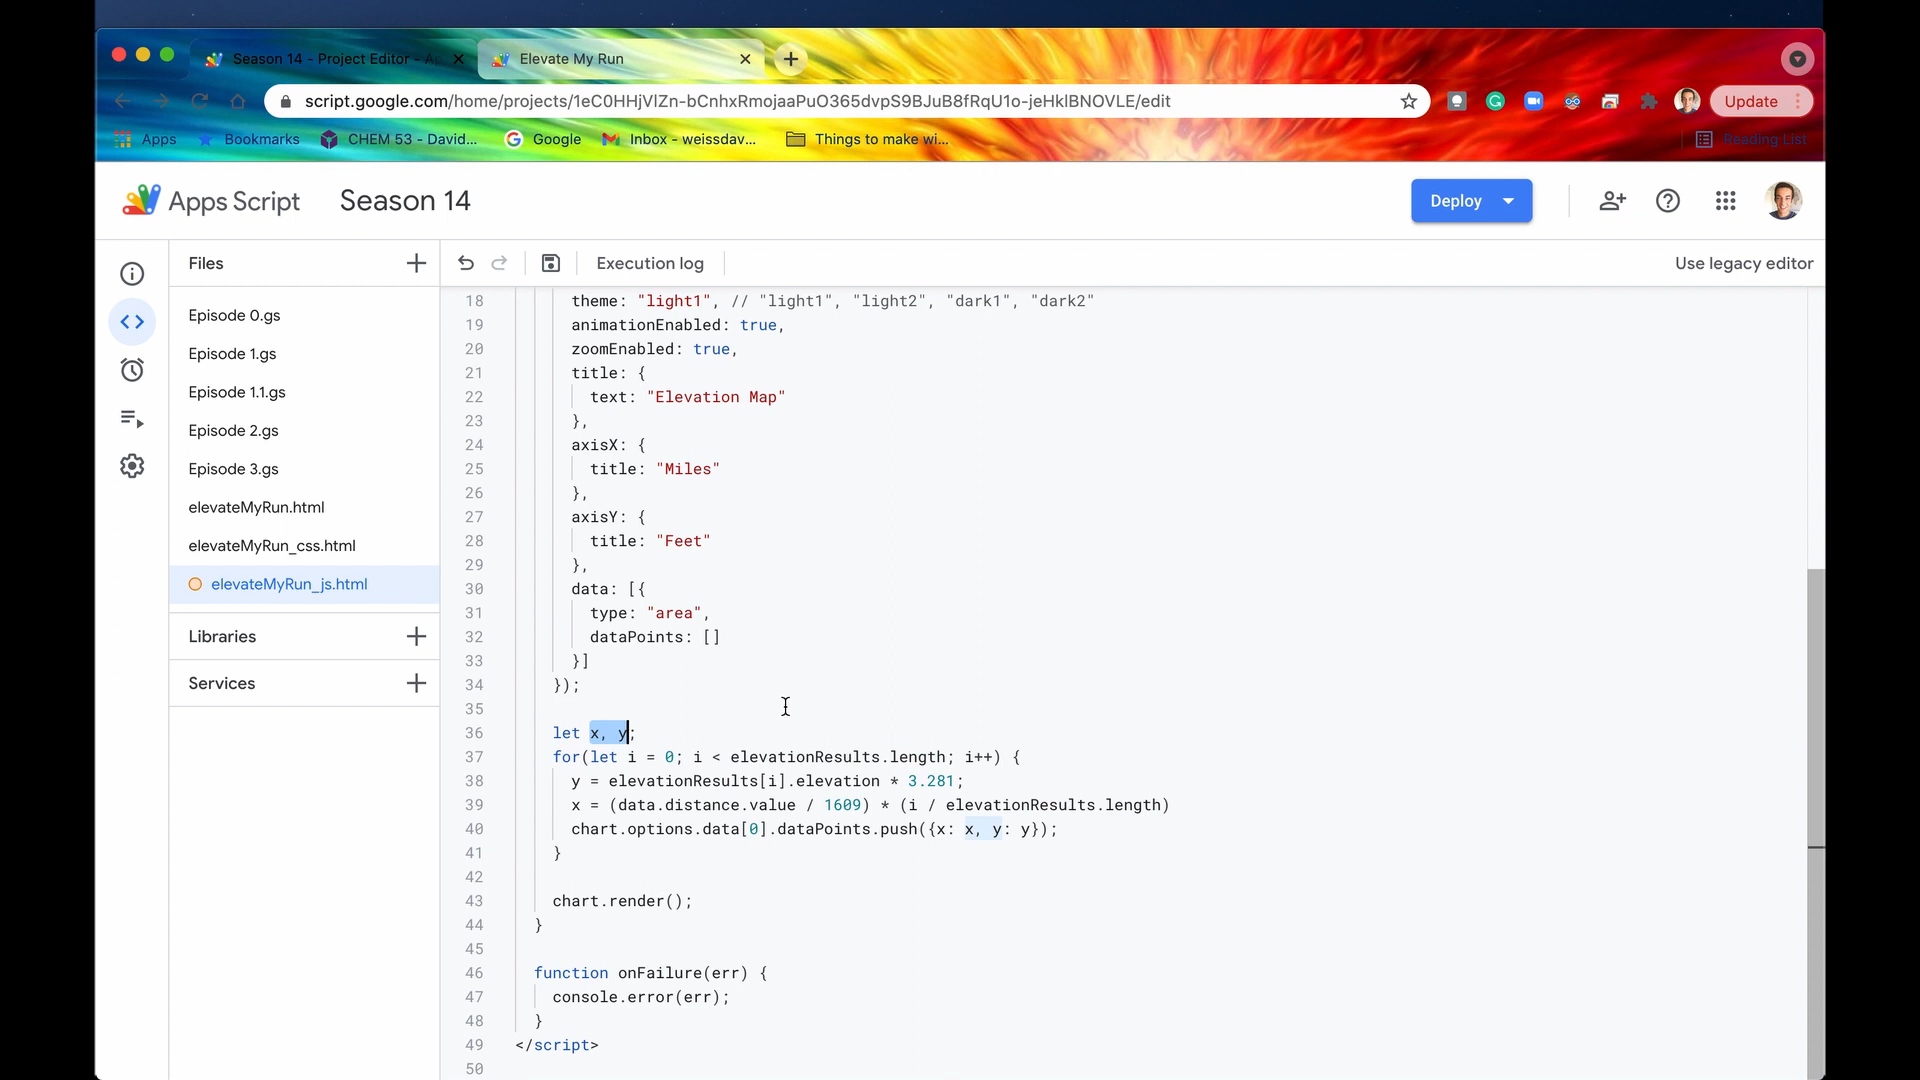 Season 14 - Project Editor - A
Elevate My Run
script.google.com/home/projects/1eC0HHjVlZn-bCnhxRmojaaPuO365dvpS9BJuB8fRqU1o-jeHklBNOVLE/edit
Update
Apps
Bookmarks
CHEM 53 - David...
Google
Inbox - weissdav...
Things to make wi...
Reading List
Apps Script
Season 14
Deploy
Files
Execution log
Use legacy editor
Episode 0.gs
Episode 1.gs
Episode 1.1.gs
Episode 2.gs
Episode 3.gs
elevateMyRun.html
elevateMyRun_css.html
elevateMyRun_js.html
Libraries
Services
18 theme: "light1", // "light1", "light2", "dark1", "dark2"
19 animationEnabled: true,
20 zoomEnabled: true,
21 title: {
22 text: "Elevation Map"
23 },
24 axisX: {
25 title: "Miles"
26 },
27 axisY: {
28 title: "Feet"
29 },
30 data: [{
31 type: "area",
32 dataPoints: []
33 }]
34 });
35
36 let x, y;
37 for(let i = 0; i < elevationResults.length; i++) {
38 y = elevationResults[i].elevation * 3.281;
39 x = (data.distance.value / 1609) * (i / elevationResults.length)
40 chart.options.data[0].dataPoints.push({x: x, y: y});
41 }
42
43 chart.render();
44 }
45
46 function onFailure(err) {
47 console.error(err);
48 }
49 </script>
50